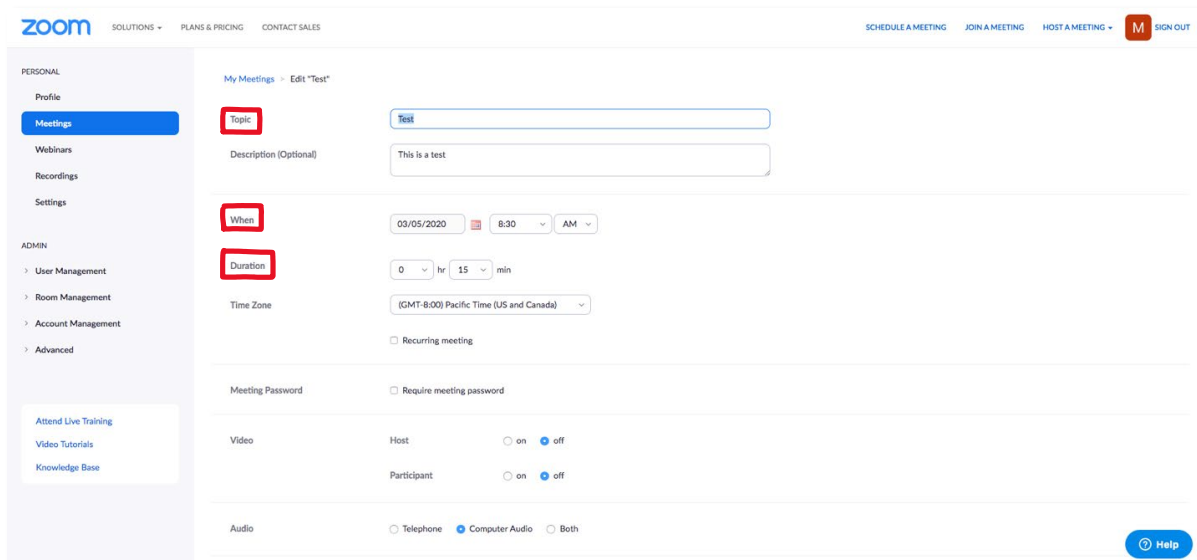 zoom SOLUTIONS PLANS & PRICING CONTACT SALES SCHEDULE A MEETING JOIN A MEETING HOST A MEETING M SIGN OUT
PERSONAL
Profile
Meetings
Webinars
Recordings
Settings
ADMIN
User Management
Room Management
Account Management
Advanced
Attend Live Training
Video Tutorials
Knowledge Base
My Meetings > Edit "Test"
Topic Test
Description (Optional) This is a test
When 03/05/2020 8:30 AM
Duration 0 hr 15 min
Time Zone (GMT-8:00) Pacific Time (US and Canada)
Recurring meeting
Meeting Password Require meeting password
Video Host on off
Participant on off
Audio Telephone Computer Audio Both
? Help